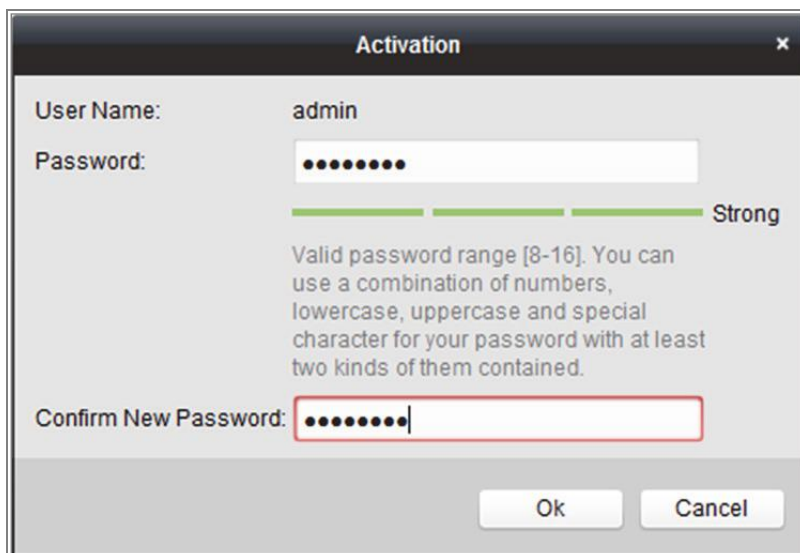 Activation ×
User Name: admin
Password: ●●●●●●●●
Strong
Valid password range [8-16]. You can
use a combination of numbers,
lowercase, uppercase and special
character for your password with at least
two kinds of them contained.
Confirm New Password: ●●●●●●●●
Ok Cancel